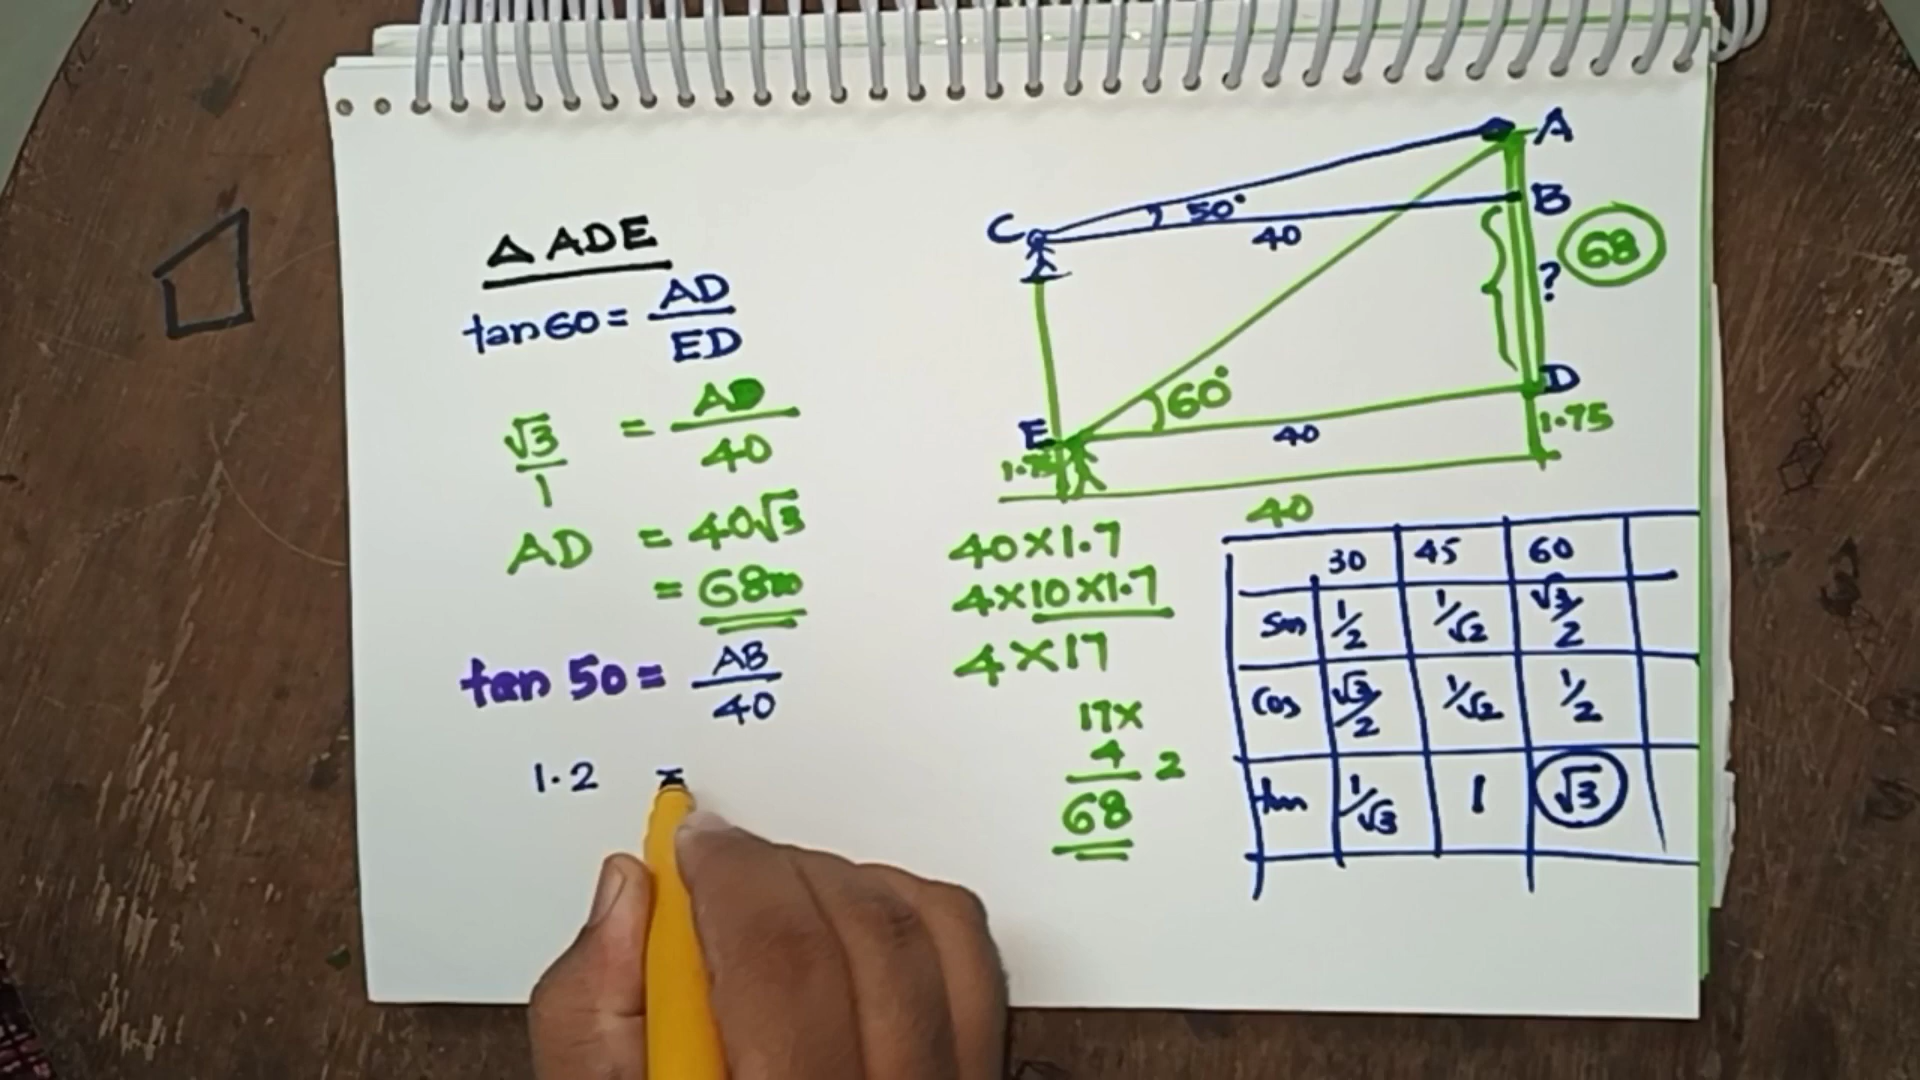 △ ADE
tan60 = AD/ED
√3/1 = AD/40
AD = 40√3
= 68m
tan 50 = AB/40
1.2 =
A
B
C
50°
40
68
?
D
60°
1.75
E
40
40
40×1.7
4×10×1.7
4×17
17×
4 2
68
30 45 60
Sin 1/2 1/√2 √3/2
Cos √3/2 1/√2 1/2
tan 1/√3 1 √3